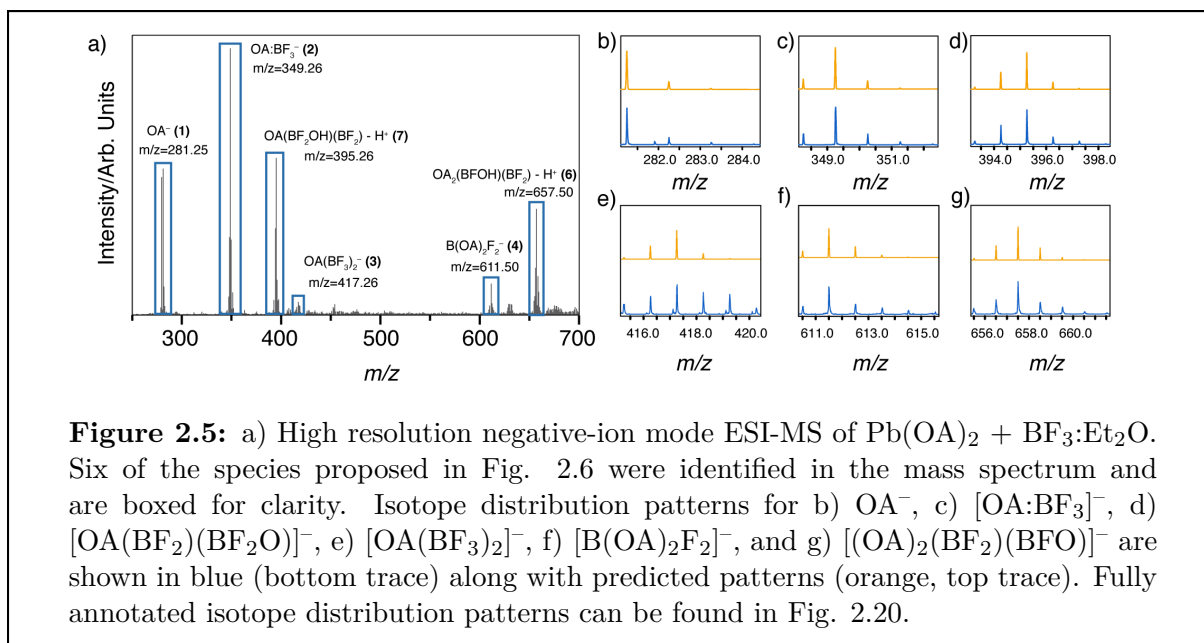 a)
Intensity/Arb. Units
OA:BF₃⁻ (2)
m/z=349.26
OA⁻ (1)
m/z=281.25
OA(BF₂OH)(BF₂) - H⁺ (7)
m/z=395.26
OA(BF₃)₂⁻ (3)
m/z=417.26
OA₂(BFOH)(BF₂) - H⁺ (6)
m/z=657.50
B(OA)₂F₂⁻ (4)
m/z=611.50
300 400 500 600 700
m/z
b)
282.0 283.0 284.0
m/z
c)
349.0 351.0
m/z
d)
394.0 396.0 398.0
m/z
e)
416.0 418.0 420.0
m/z
f)
611.0 613.0 615.0
m/z
g)
656.0 658.0 660.0
m/z
Figure 2.5: a) High resolution negative-ion mode ESI-MS of Pb(OA)₂ + BF₃:Et₂O.
Six of the species proposed in Fig. 2.6 were identified in the mass spectrum and
are boxed for clarity. Isotope distribution patterns for b) OA⁻, c) [OA:BF₃]⁻, d)
[OA(BF₂)(BF₂O)]⁻, e) [OA(BF₃)₂]⁻, f) [B(OA)₂F₂]⁻, and g) [(OA)₂(BF₂)(BFO)]⁻ are
shown in blue (bottom trace) along with predicted patterns (orange, top trace). Fully
annotated isotope distribution patterns can be found in Fig. 2.20.